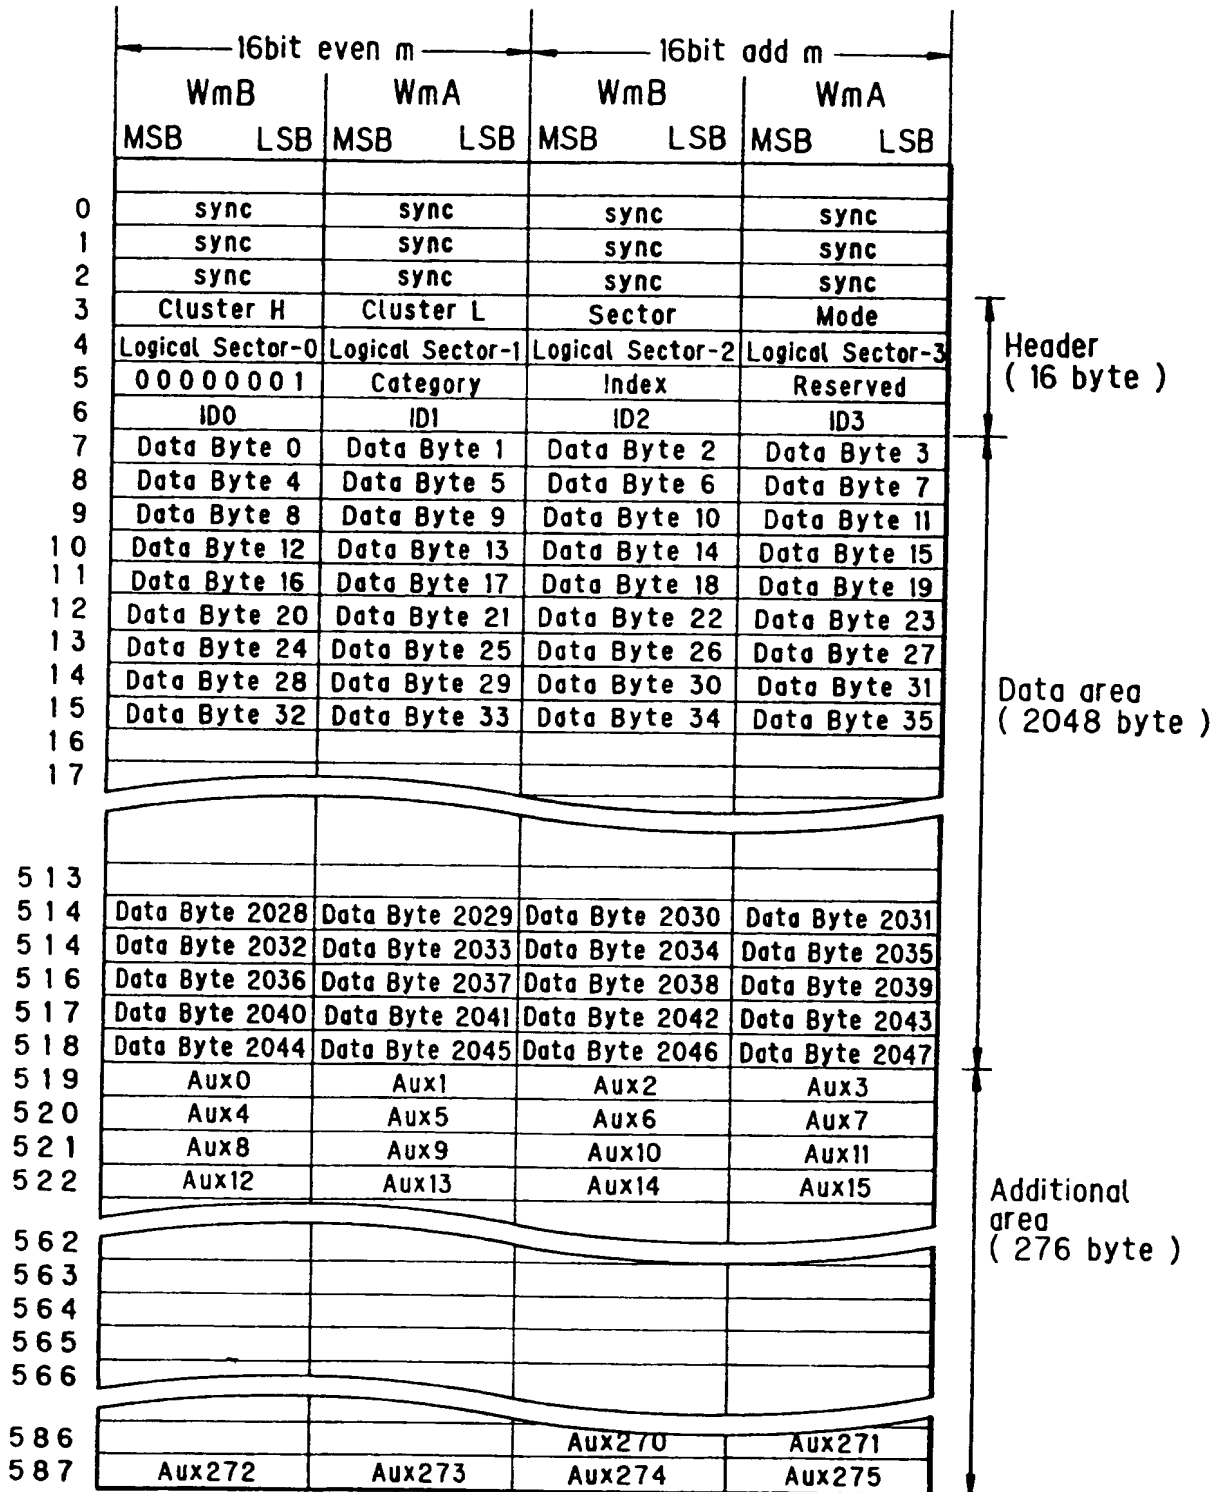 16bit even m 16bit add m
WmB WmA WmB WmA
MSB LSB MSB LSB MSB LSB MSB LSB
0 sync sync sync sync
1 sync sync sync sync
2 sync sync sync sync
3 Cluster H Cluster L Sector Mode
4 Logical Sector-0 Logical Sector-1 Logical Sector-2 Logical Sector-3
Header
5 00000001 Category Index Reserved
( 16 byte )
6 ID0 ID1 ID2 ID3
7 Data Byte 0 Data Byte 1 Data Byte 2 Data Byte 3
8 Data Byte 4 Data Byte 5 Data Byte 6 Data Byte 7
9 Data Byte 8 Data Byte 9 Data Byte 10 Data Byte 11
10 Data Byte 12 Data Byte 13 Data Byte 14 Data Byte 15
11 Data Byte 16 Data Byte 17 Data Byte 18 Data Byte 19
12 Data Byte 20 Data Byte 21 Data Byte 22 Data Byte 23
13 Data Byte 24 Data Byte 25 Data Byte 26 Data Byte 27
14 Data Byte 28 Data Byte 29 Data Byte 30 Data Byte 31
Data area
15 Data Byte 32 Data Byte 33 Data Byte 34 Data Byte 35
( 2048 byte )
16
17
513
514 Data Byte 2028 Data Byte 2029 Data Byte 2030 Data Byte 2031
514 Data Byte 2032 Data Byte 2033 Data Byte 2034 Data Byte 2035
516 Data Byte 2036 Data Byte 2037 Data Byte 2038 Data Byte 2039
517 Data Byte 2040 Data Byte 2041 Data Byte 2042 Data Byte 2043
518 Data Byte 2044 Data Byte 2045 Data Byte 2046 Data Byte 2047
519 Aux0 Aux1 Aux2 Aux3
520 Aux4 Aux5 Aux6 Aux7
521 Aux8 Aux9 Aux10 Aux11
522 Aux12 Aux13 Aux14 Aux15
Additional
area
( 276 byte )
562
563
564
565
566
586 Aux270 Aux271
587 Aux272 Aux273 Aux274 Aux275